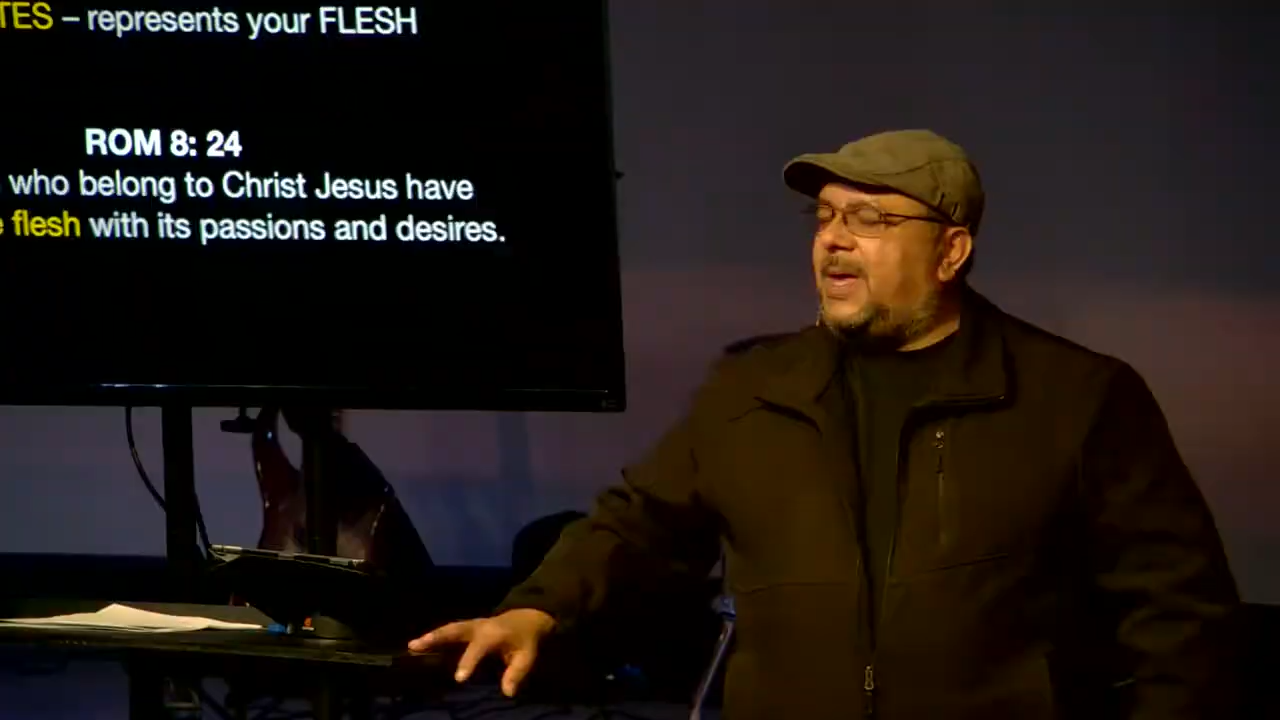 TES – represents your FLESH
ROM 8: 24
who belong to Christ Jesus have
flesh with its passions and desires.